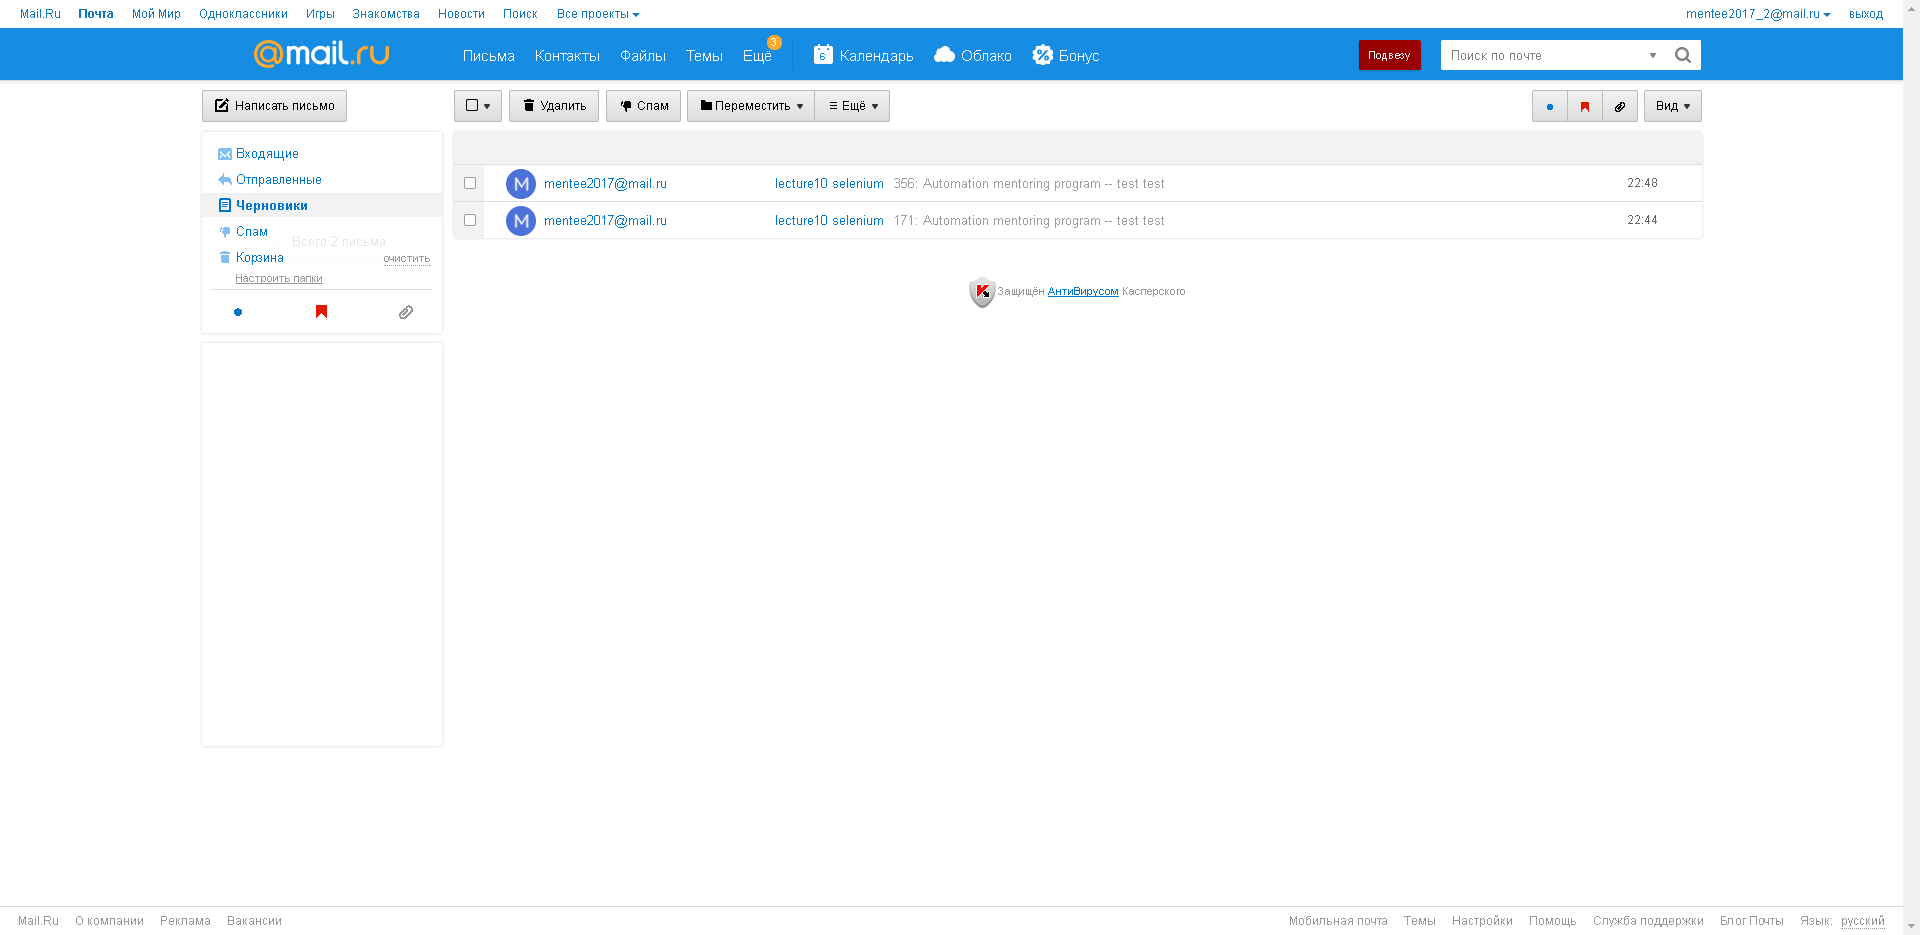 Mail.Ru Почта Мой Мир Одноклассники Игры Знакомства Новости Поиск Все проекты mentee2017_2@mail.ru выход
@mail.ru Письма Контакты Файлы Темы Ещё 3 6 Календарь Облако Бонус Подвезу Поиск по почте
Написать письмо Удалить Спам Переместить Ещё Вид
Входящие
Отправленные
Черновики
Спам
Всего 2 письма
Корзина очистить
Настроить папки
M mentee2017@mail.ru lecture10 selenium 356: Automation mentoring program -- test test 22:48
M mentee2017@mail.ru lecture10 selenium 171: Automation mentoring program -- test test 22:44
Защищён АнтиВирусом Касперского
Mail.Ru О компании Реклама Вакансии Мобильная почта Темы Настройки Помощь Служба поддержки Блог Почты Язык: русский